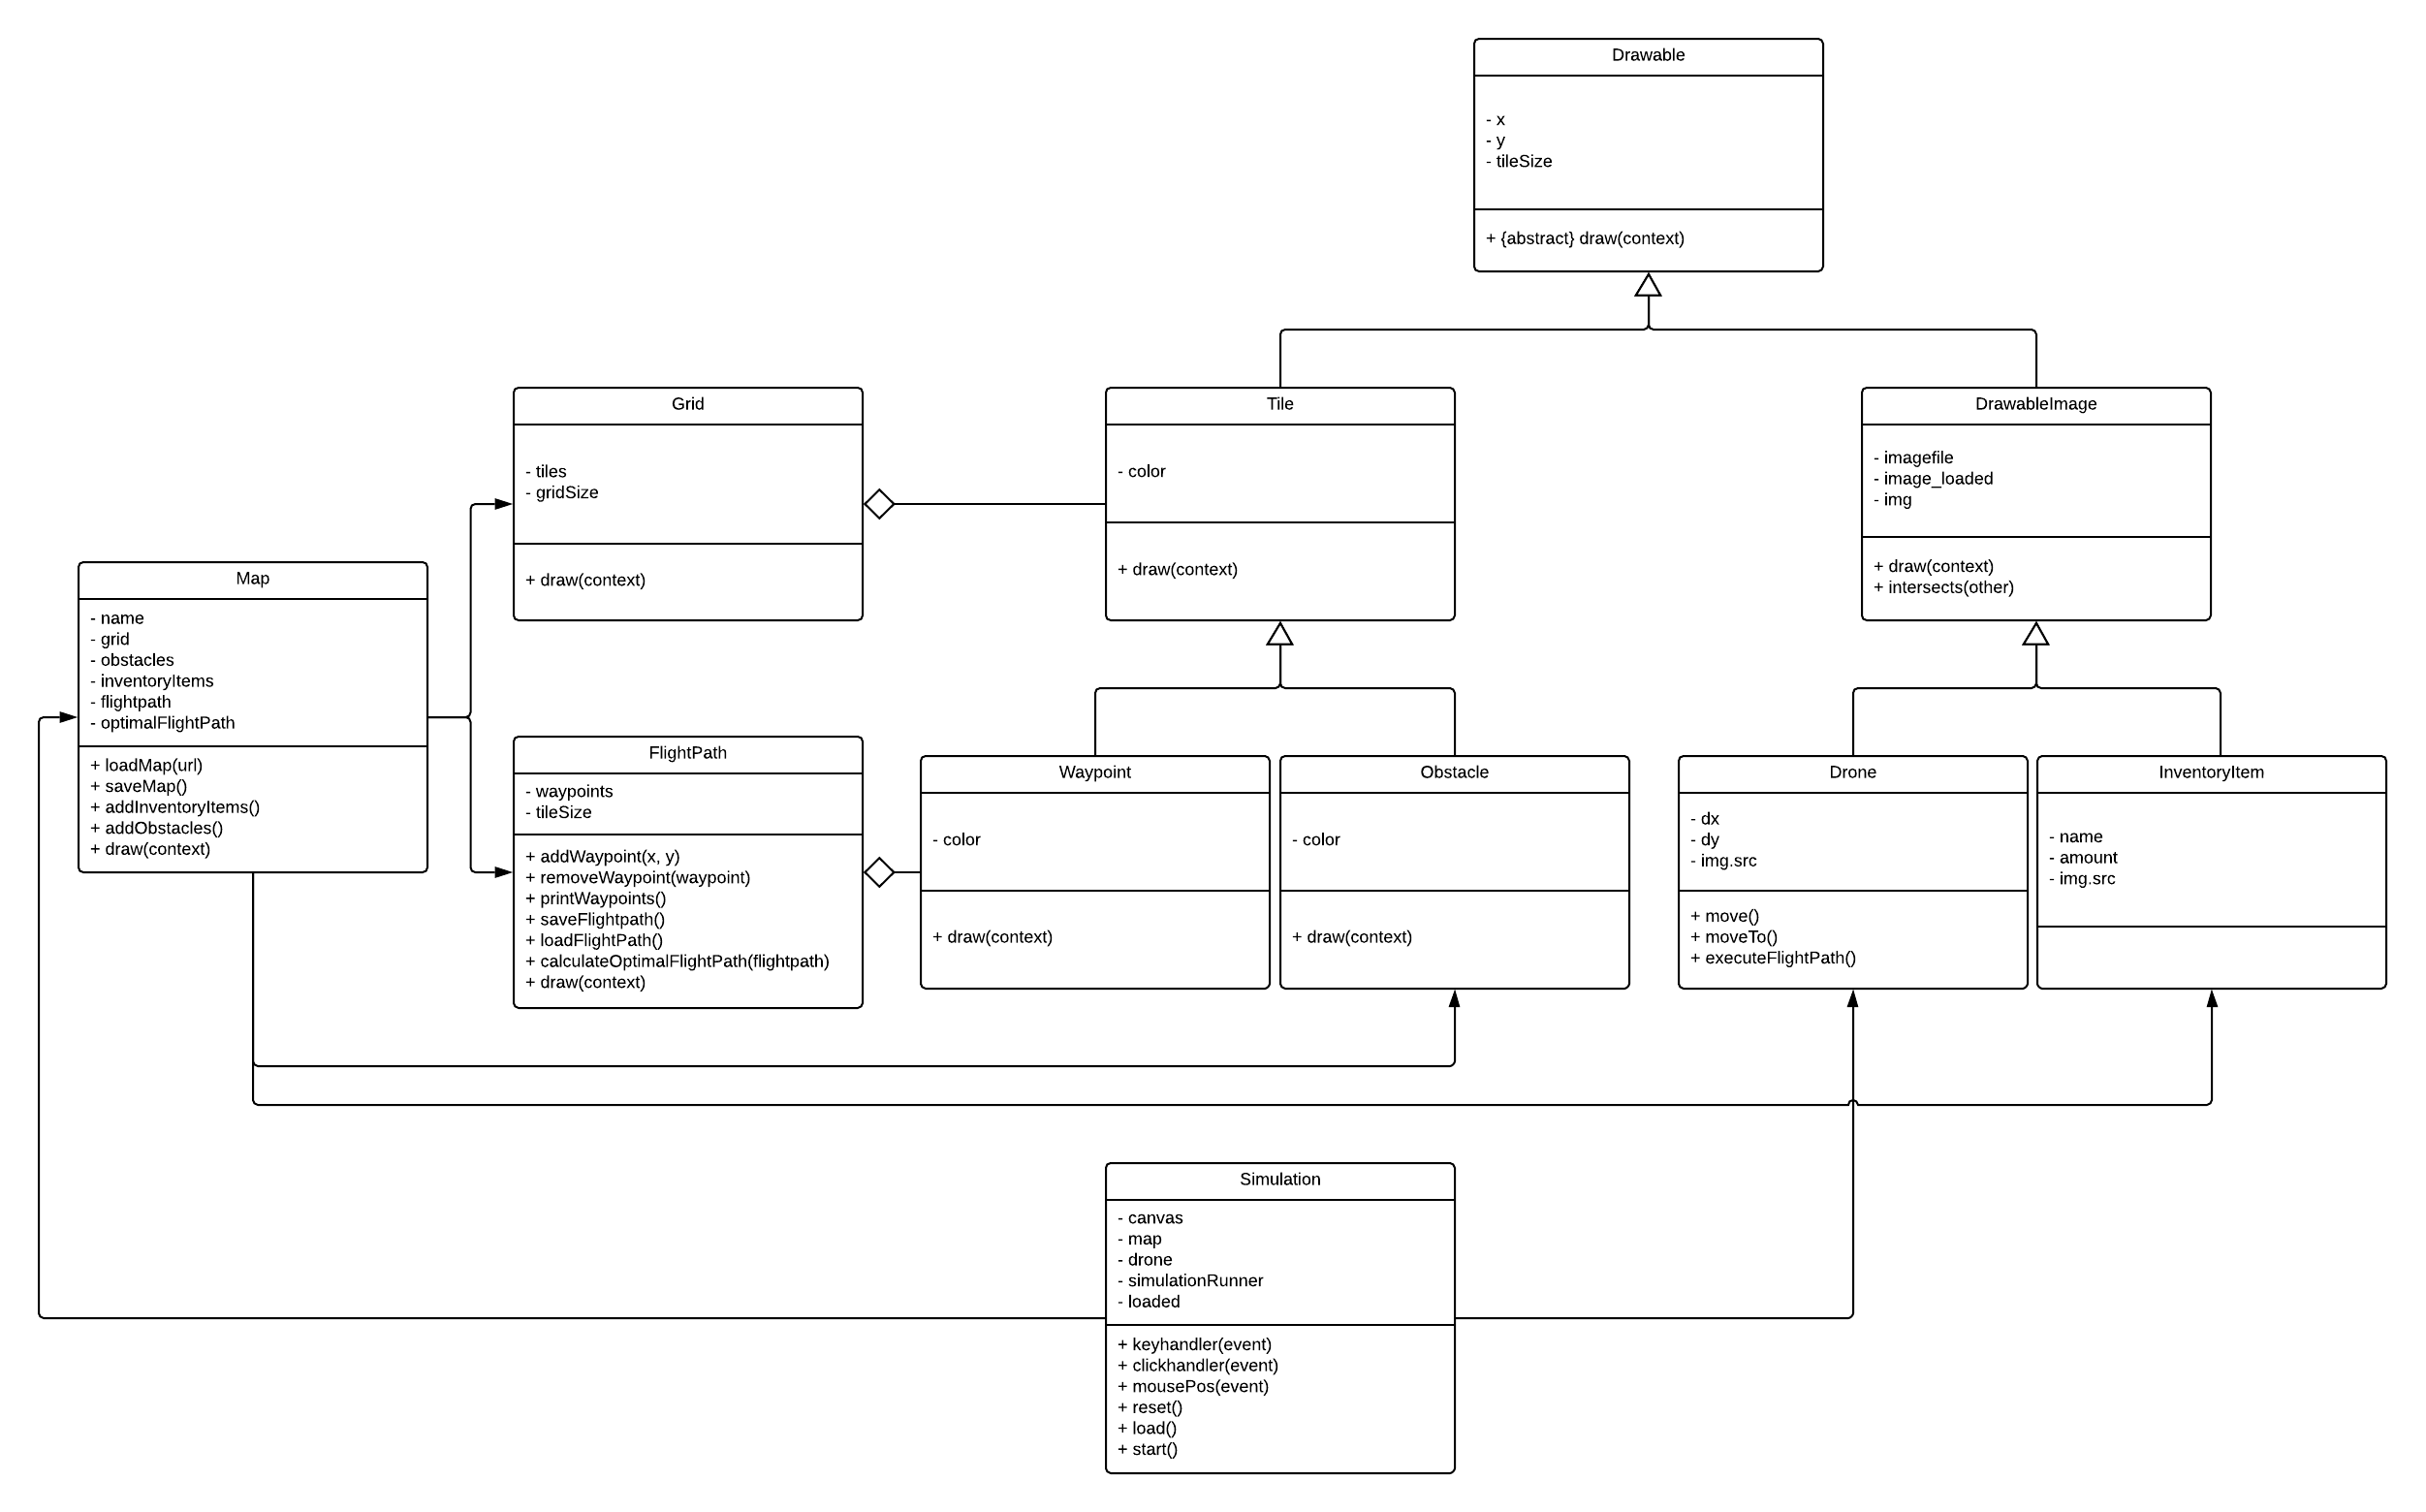 Drawable
- x
- y
- tileSize
+ {abstract} draw(context)
Grid
- tiles
- gridSize
+ draw(context)
Tile
- color
+ draw(context)
DrawableImage
- imagefile
- image_loaded
- img
+ draw(context)
+ intersects(other)
Map
- name
- grid
- obstacles
- inventoryItems
- flightpath
- optimalFlightPath
+ loadMap(url)
+ saveMap()
+ addInventoryItems()
+ addObstacles()
+ draw(context)
FlightPath
- waypoints
- tileSize
+ addWaypoint(x, y)
+ removeWaypoint(waypoint)
+ printWaypoints()
+ saveFlightpath()
+ loadFlightPath()
+ calculateOptimalFlightPath(flightpath)
+ draw(context)
Waypoint
- color
+ draw(context)
Obstacle
- color
+ draw(context)
Drone
- dx
- dy
- img.src
+ move()
+ moveTo()
+ executeFlightPath()
InventoryItem
- name
- amount
- img.src
Simulation
- canvas
- map
- drone
- simulationRunner
- loaded
+ keyhandler(event)
+ clickhandler(event)
+ mousePos(event)
+ reset()
+ load()
+ start()